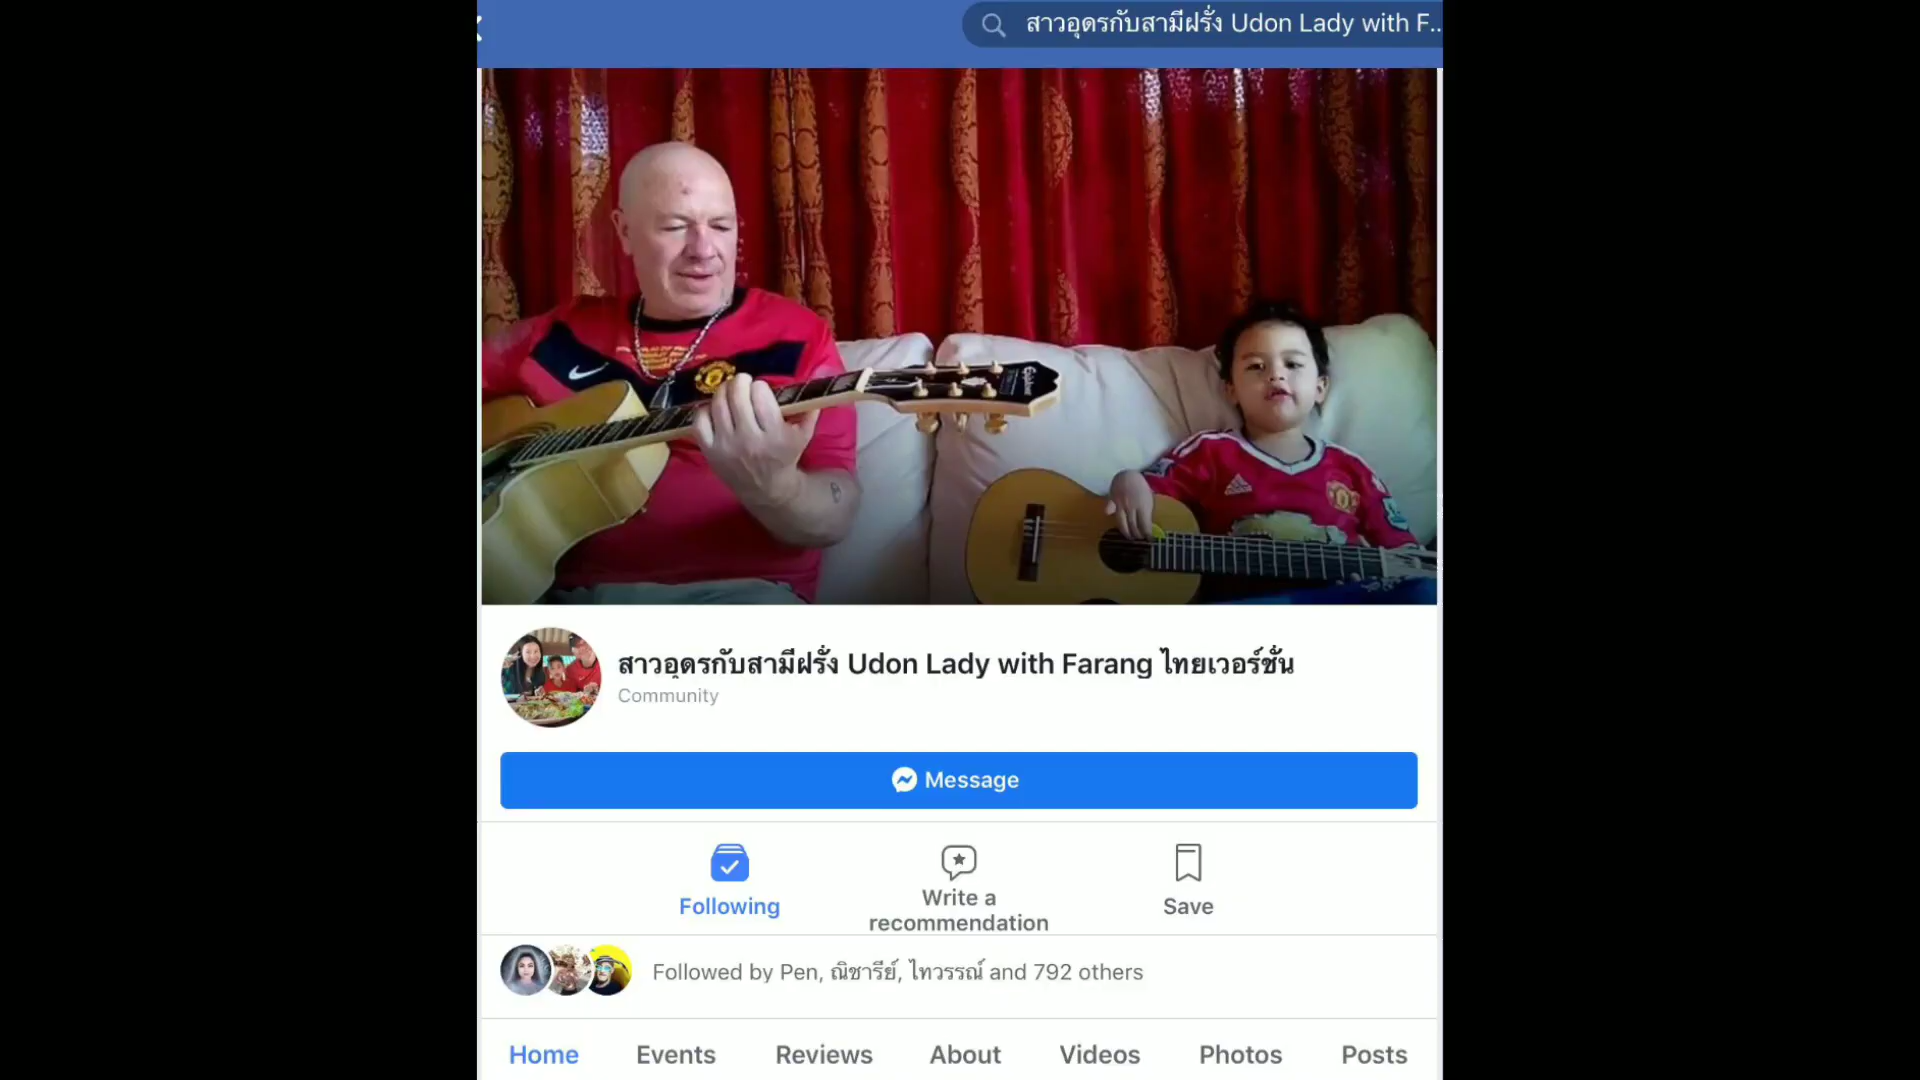 สาวอุดรกับสามีฝรั่ง Udon Lady with F...
Epiphone
สาวอุดรกับสามีฝรั่ง Udon Lady with Farang ไทยเวอร์ชั่น
Community
Message
Following
Write a
recommendation
Save
Followed by Pen, ณิชารีย์, ไทวรรณ์ and 792 others
Home Events Reviews About Videos Photos Posts